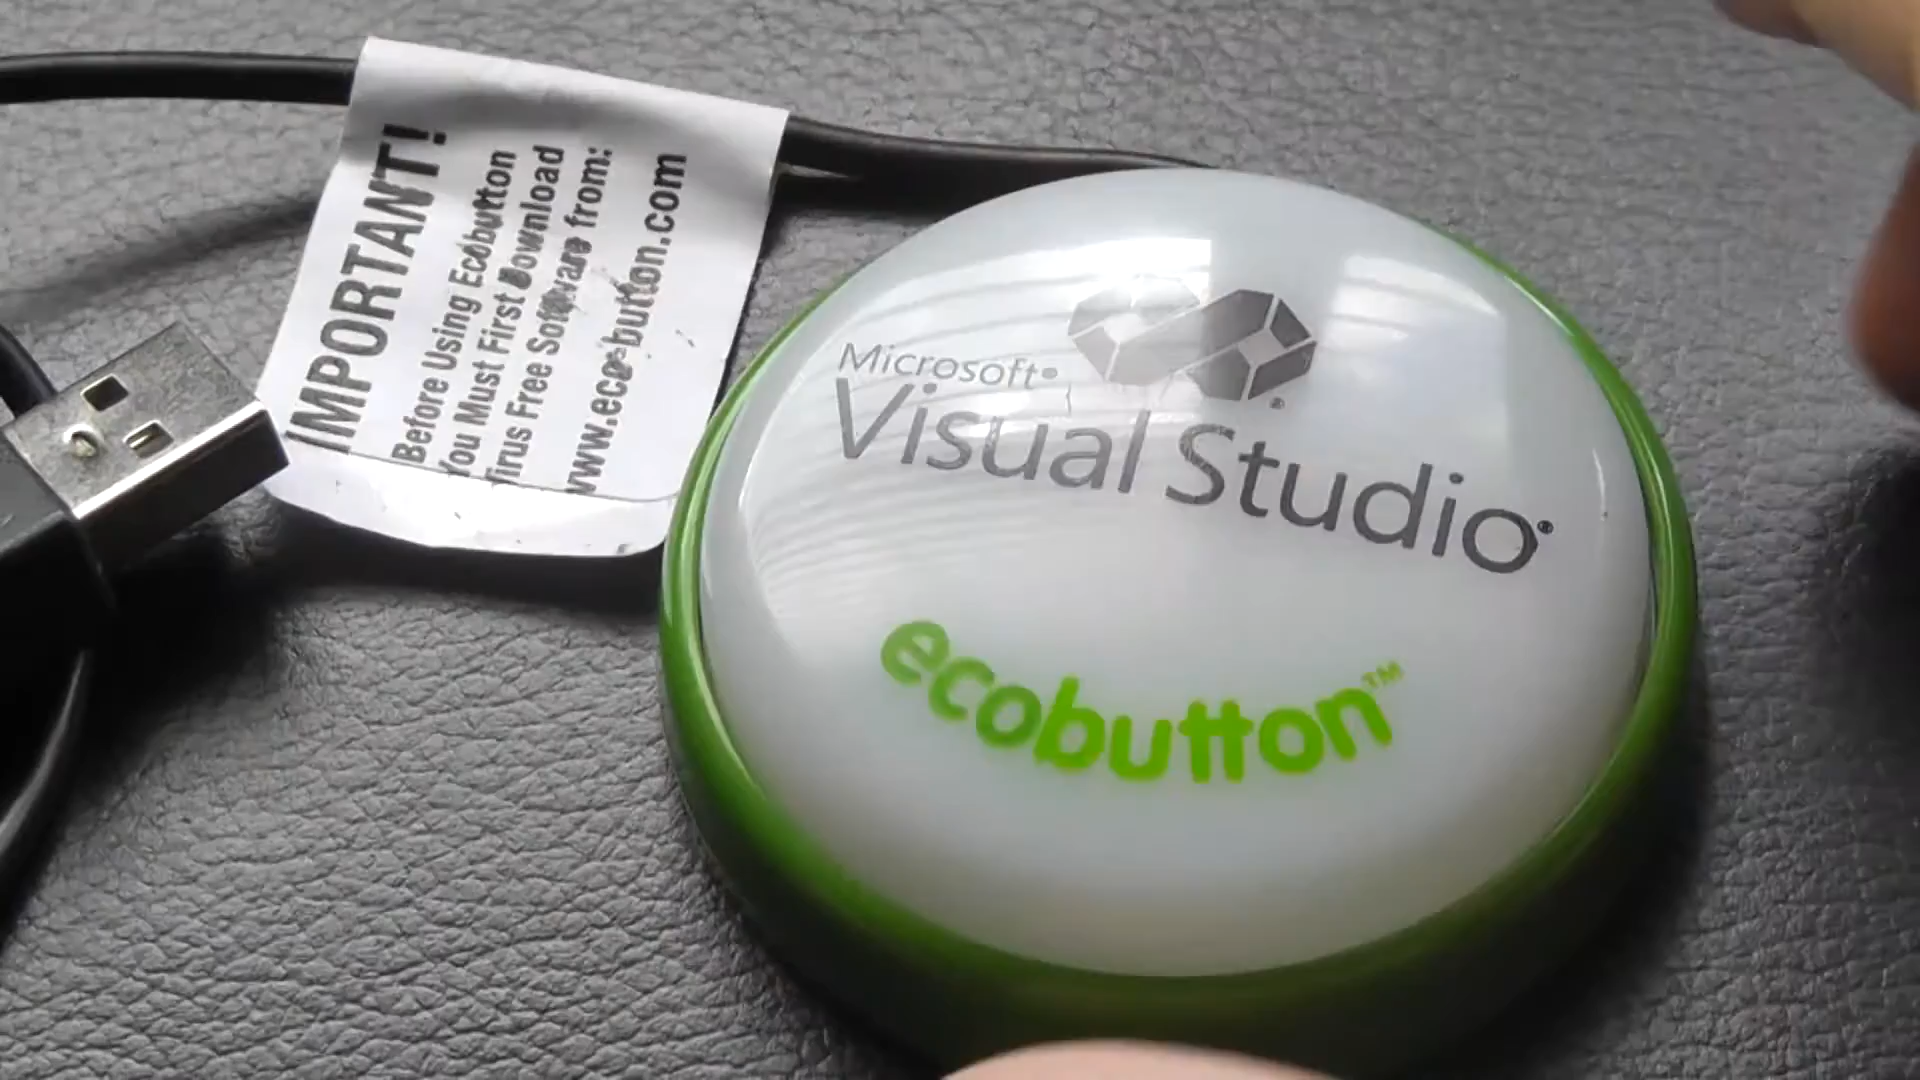 IMPORTANT!
Before Using Ecobutton
You Must First Download
Virus Free Software from:
www.eco-button.com
Microsoft®
Visual Studio®
ecobutton™